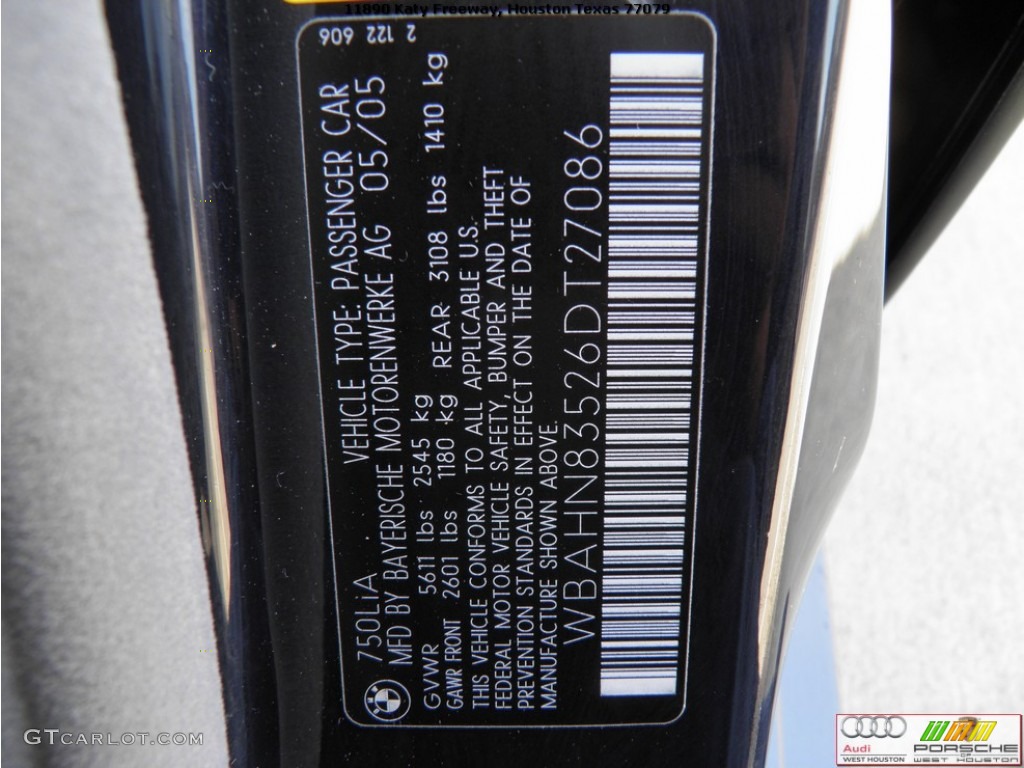 11890 Katy Freeway, Houston Texas 77079
2 122 606
750LiA VEHICLE TYPE: PASSENGER CAR
MFD BY BAYERISCHE MOTORENWERKE AG 05/05
GVWR 5611 lbs 2545 kg
GAWR FRONT 2601 lbs 1180 kg REAR 3108 lbs 1410 kg
THIS VEHICLE CONFORMS TO ALL APPLICABLE U.S.
FEDERAL MOTOR VEHICLE SAFETY, BUMPER AND THEFT
PREVENTION STANDARDS IN EFFECT ON THE DATE OF
MANUFACTURE SHOWN ABOVE.
WBAHN83526DT27086
GTcarlot.com
Audi
WEST HOUSTON
PORSCHE
OF
WEST HOUSTON